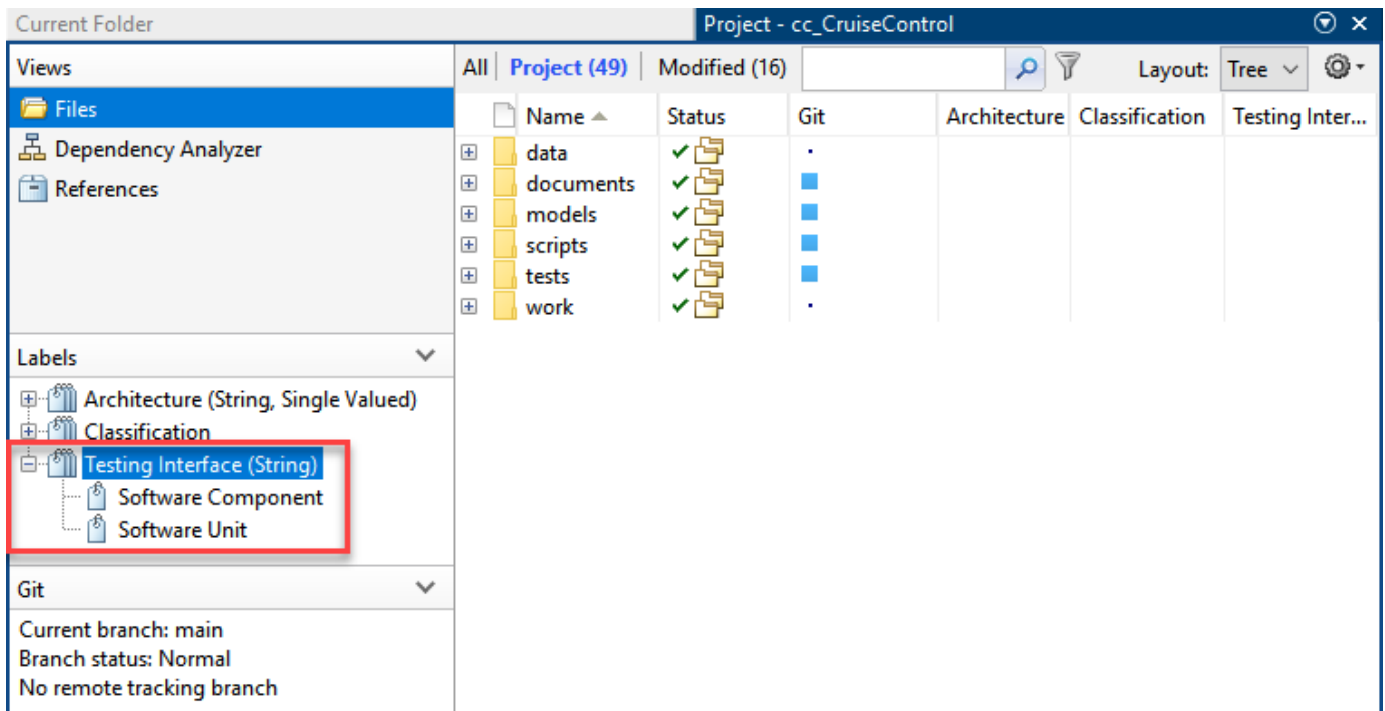 Current Folder
Project - cc_CruiseControl
Views
Files
Dependency Analyzer
References
Labels
Architecture (String, Single Valued)
Classification
Testing Interface (String)
Software Component
Software Unit
Git
Current branch: main
Branch status: Normal
No remote tracking branch
All Project (49) Modified (16) Layout: Tree
Name Status Git Architecture Classification Testing Inter...
data
documents
models
scripts
tests
work